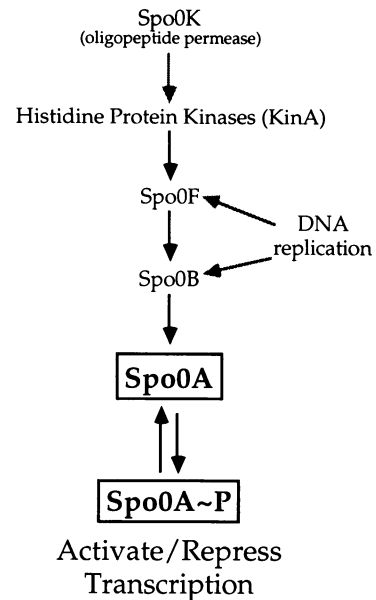 Spo0K
(oligopeptide permease)
Histidine Protein Kinases (KinA)
Spo0F
DNA
replication
Spo0B
Spo0A
Spo0A~P
Activate/Repress
Transcription